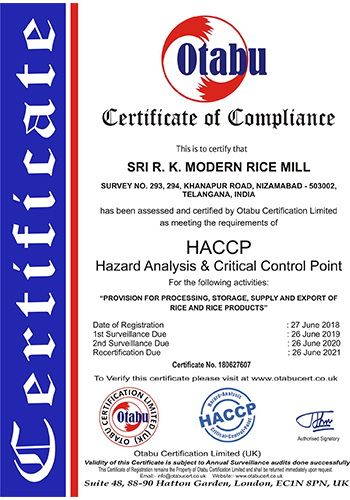 Certificate
Otabu
Certificate of Compliance
This is to certify that
SRI R. K. MODERN RICE MILL
SURVEY NO. 293, 294, KHANAPUR ROAD, NIZAMABAD - 503002,
TELANGANA, INDIA
has been assessed and certified by Otabu Certification Limited
as meeting the requirements of
HACCP
Hazard Analysis & Critical Control Point
For the following activities:
"PROVISION FOR PROCESSING, STORAGE, SUPPLY AND EXPORT OF
RICE AND RICE PRODUCTS"
Date of Registration : 27 June 2018
1st Surveillance Due : 26 June 2019
2nd Surveillance Due : 26 June 2020
Recertification Due : 26 June 2021
Certificate No. 180627607
To Verify this certificate please visit at www.otabucert.co.uk
OTABU CERTIFICATION LIMITED (UK)
Otabu
Hazard Analysis
HACCP
Critical Control Point
Authorised Signatory
Otabu Certification Limited (UK)
Validity of this Certificate is subject to Annual Surveillance audits done successfully
This Certificate of Registration remains the Property of Otabu Certification Limited and shall be returned immediately upon request.
Email:- info@otabucert.co.uk Website:- www.otabucert.co.uk
Suite 48, 88-90 Hatton Garden, London, EC1N 8PN, UK